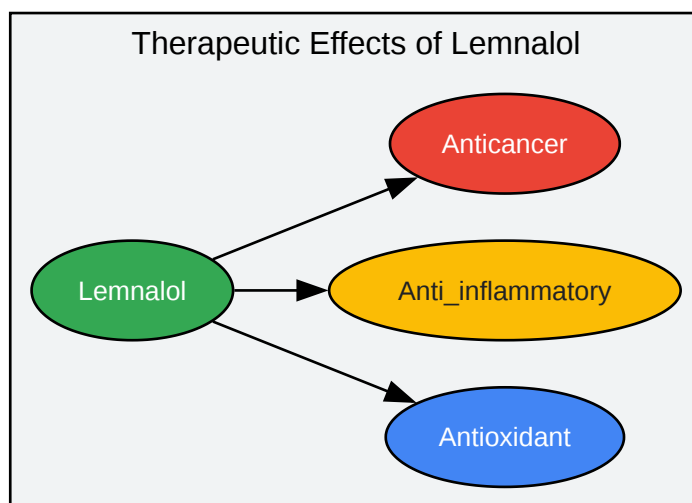 Therapeutic Effects of Lemnalol
Anticancer
Lemnalol
Anti_inflammatory
Antioxidant